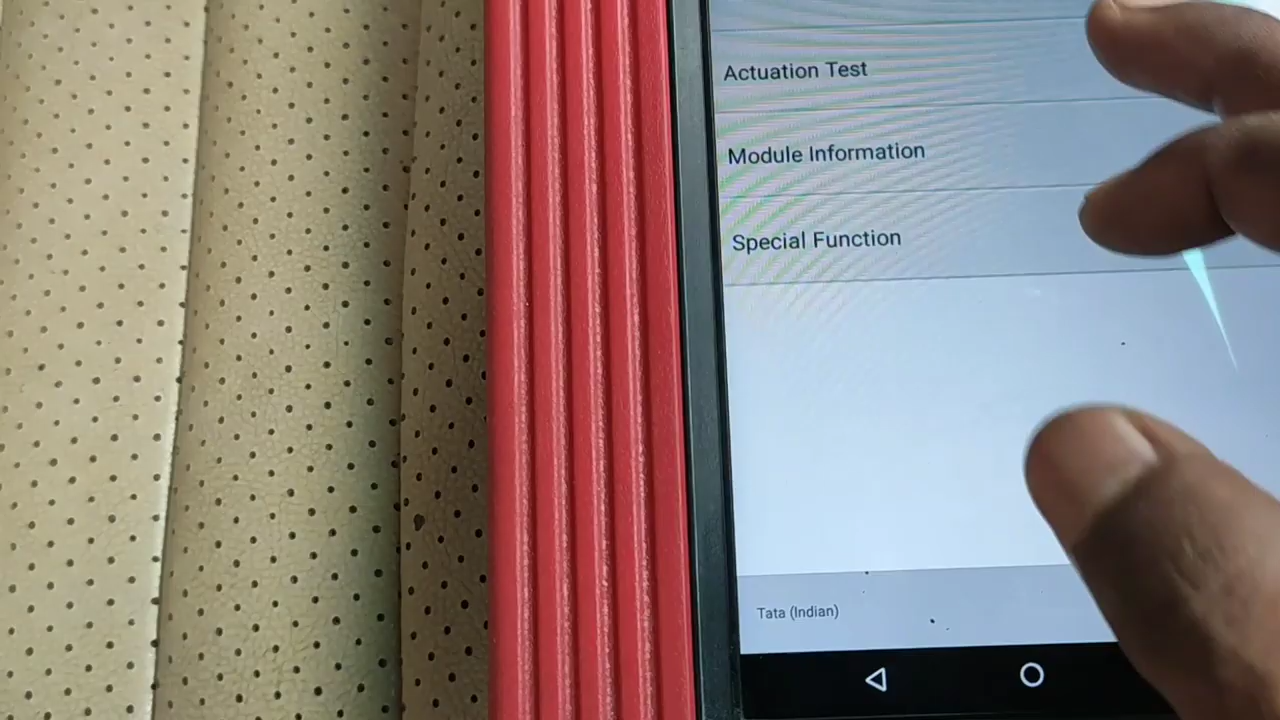 Actuation Test
Module Information
Special Function
Tata (Indian)